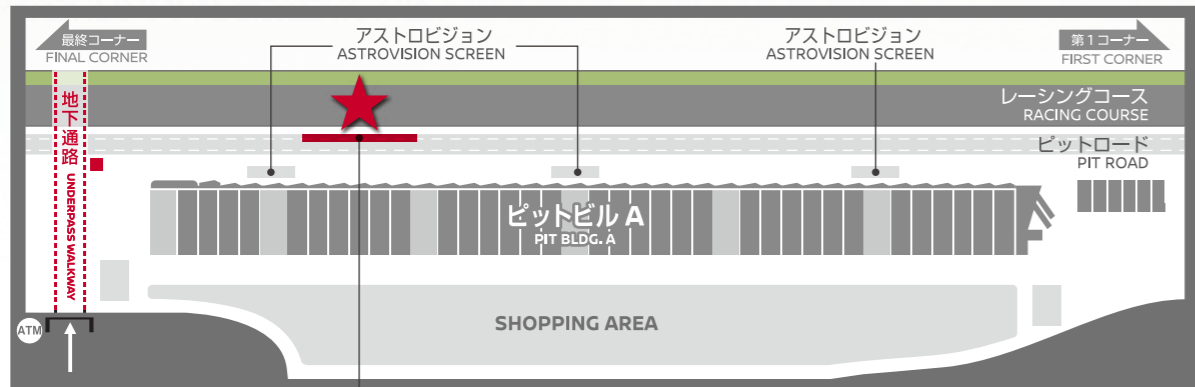 最終コーナー
FINAL CORNER
アストロビジョン
ASTROVISION SCREEN
アストロビジョン
ASTROVISION SCREEN
第1コーナー
FIRST CORNER
レーシングコース
RACING COURSE
ピットロード
PIT ROAD
地下通路
UNDERPASS WALKWAY
ピットビル A
PIT BLDG. A
SHOPPING AREA
ATM